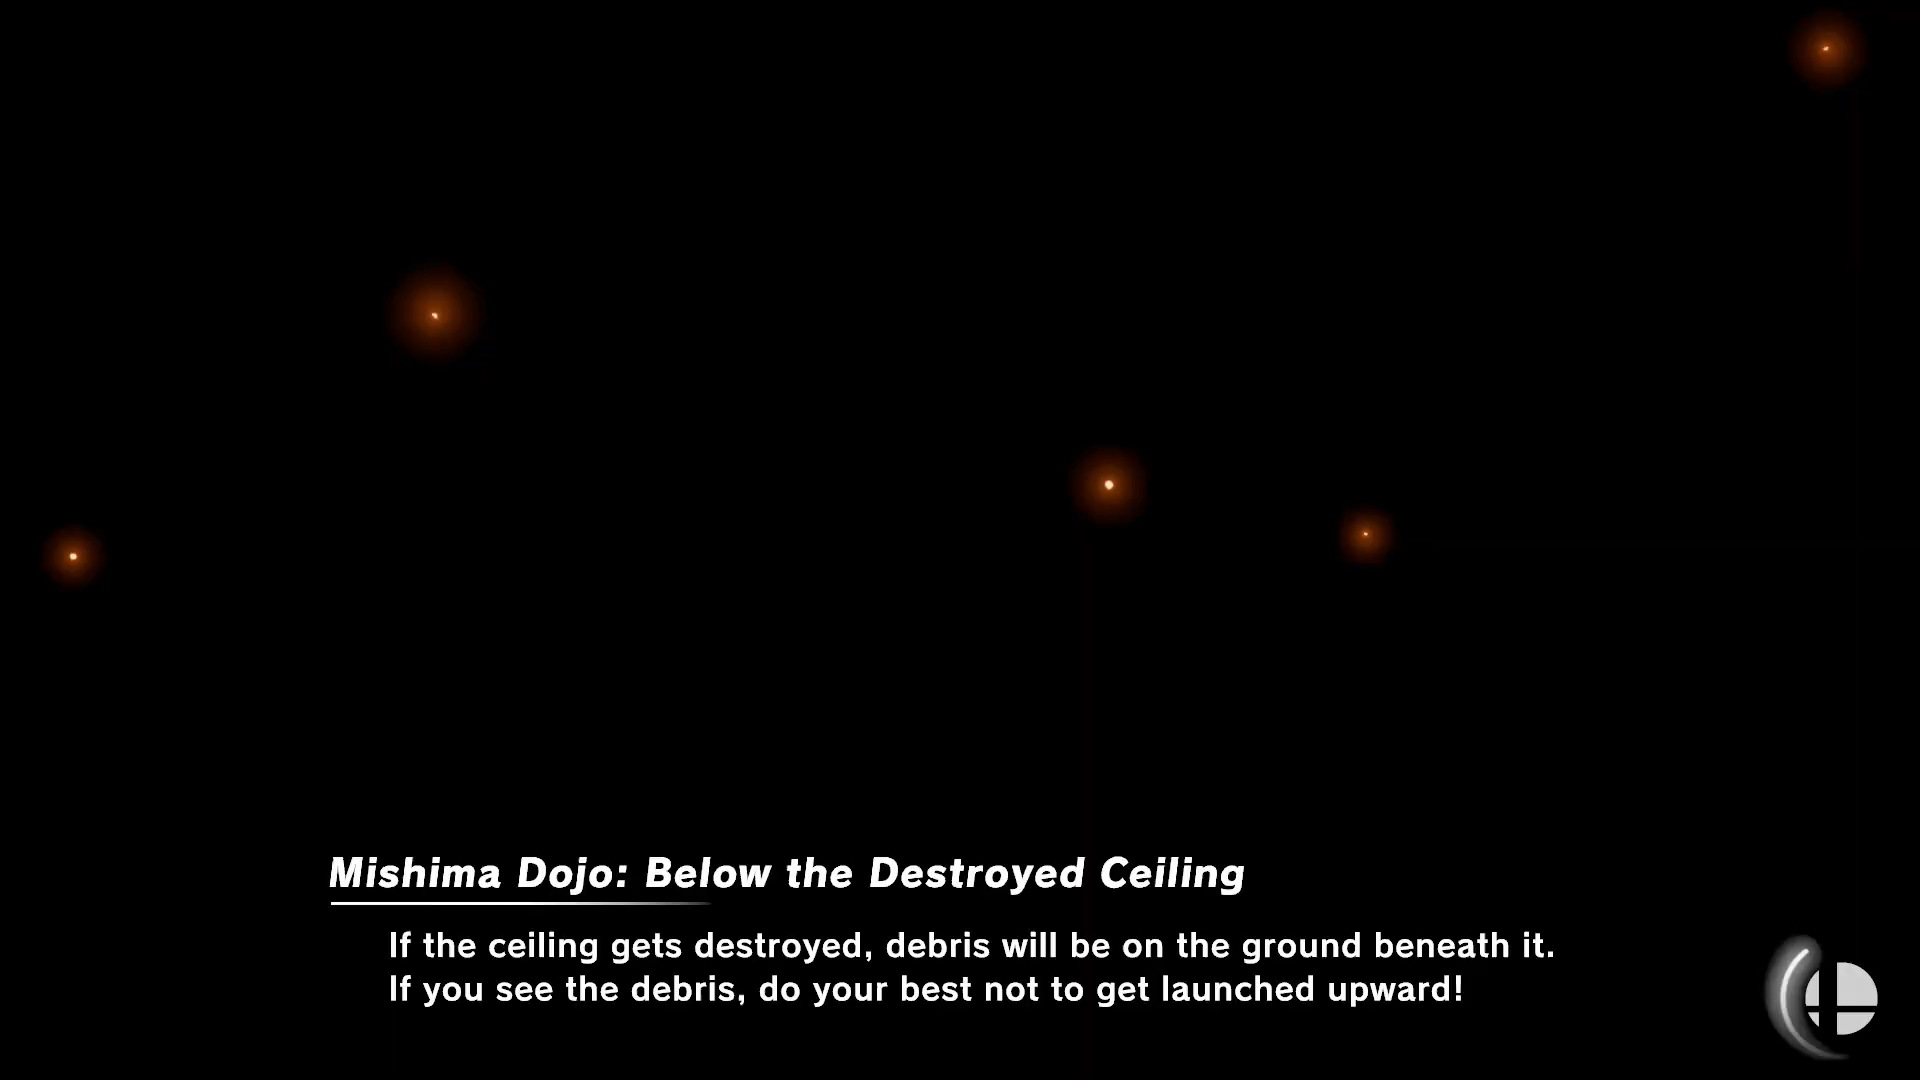 Mishima Dojo: Below the Destroyed Ceiling
If the ceiling gets destroyed, debris will be on the ground beneath it.
If you see the debris, do your best not to get launched upward!